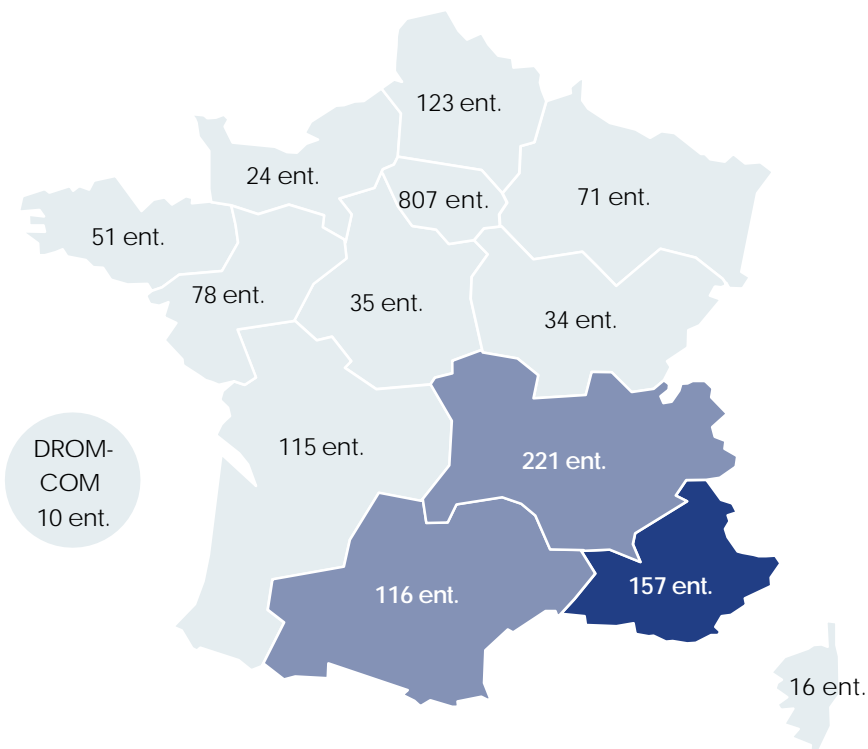 123 ent.
24 ent.
807 ent.
71 ent.
51 ent.
78 ent.
35 ent.
34 ent.
DROM-
COM
10 ent.
115 ent.
221 ent.
116 ent.
157 ent.
16 ent.